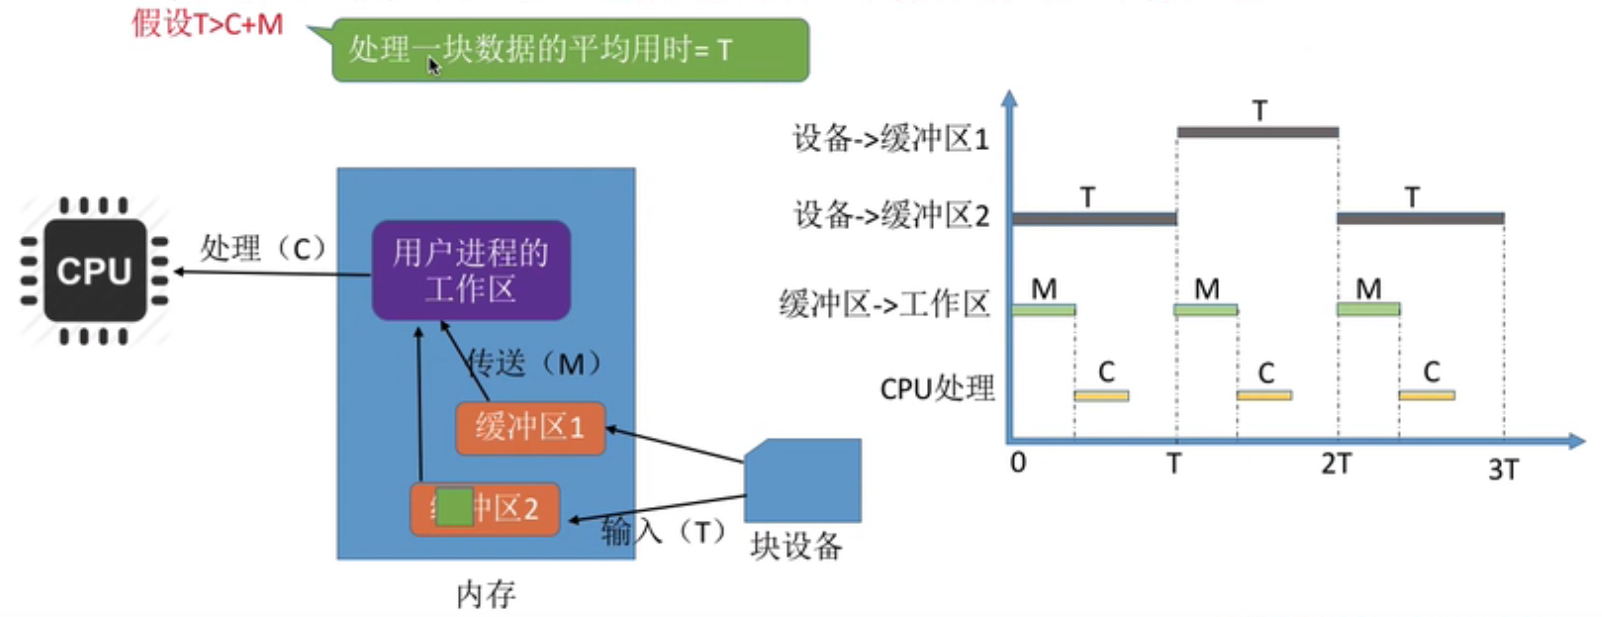 假设T>C+M
处理一块数据的平均用时= T
CPU
处理（C）
用户进程的
工作区
传送（M）
缓冲区1
冲区2
输入（T）
块设备
内存
设备->缓冲区1
T
设备->缓冲区2
T
T
缓冲区->工作区
M
M
M
CPU处理
C
C
C
0
T
2T
3T